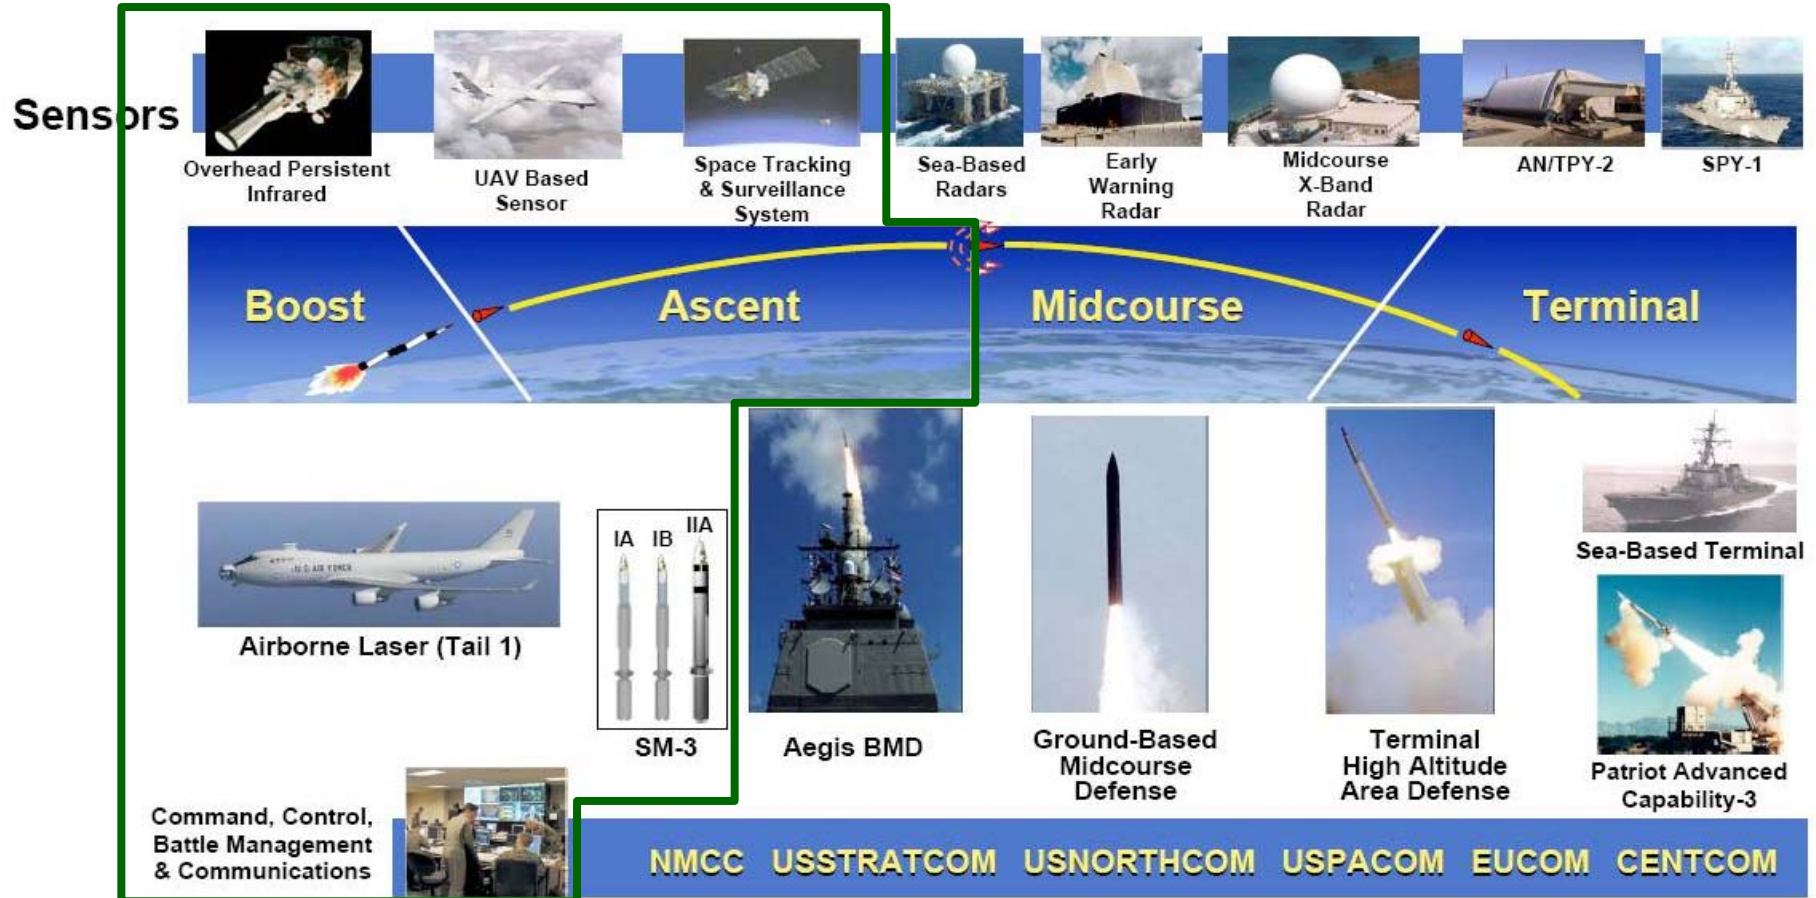 Sensors
Overhead Persistent
Infrared
UAV Based
Sensor
Space Tracking
& Surveillance
System
Sea-Based
Radars
Early
Warning
Radar
Midcourse
X-Band
Radar
AN/TPY-2
SPY-1
Boost
Ascent
Midcourse
Terminal
U.S. AIR FORCE
Airborne Laser (Tail 1)
IA IB IIA
SM-3
Aegis BMD
Ground-Based
Midcourse
Defense
Terminal
High Altitude
Area Defense
Sea-Based Terminal
Patriot Advanced
Capability-3
Command, Control,
Battle Management
& Communications
NMCC USSTRATCOM USNORTHCOM USPACOM EUCOM CENTCOM